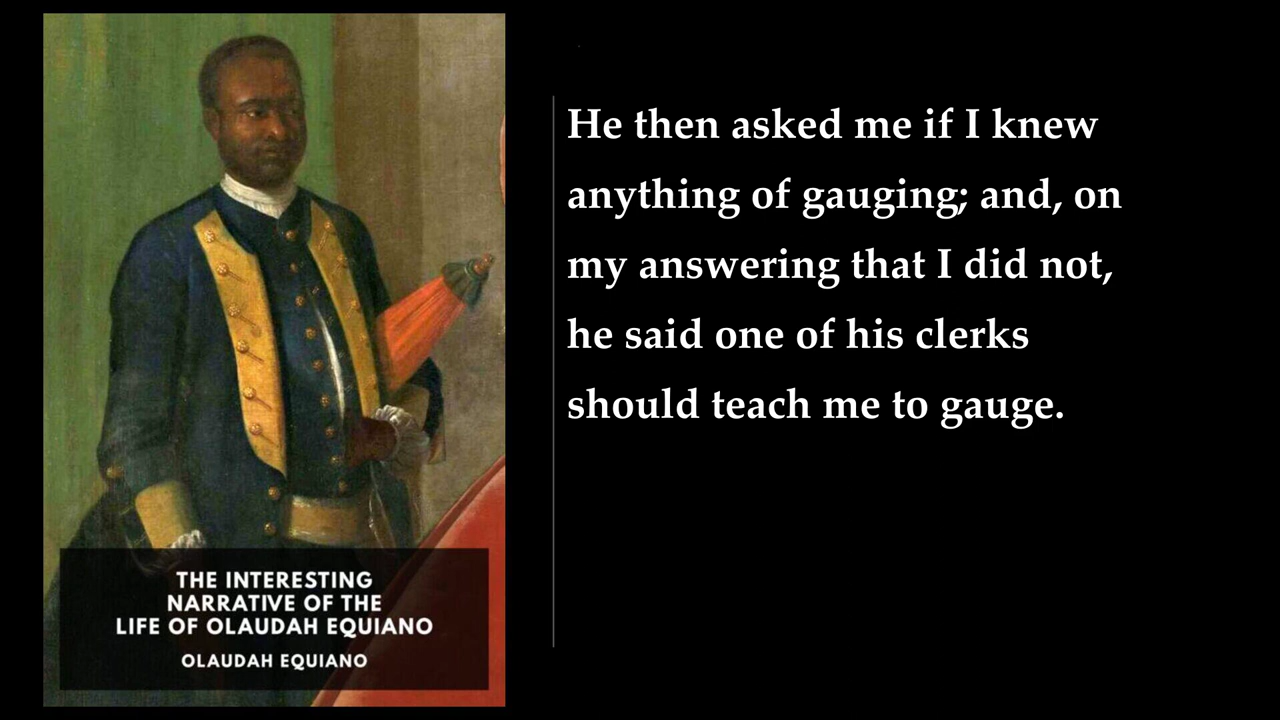 He then asked me if I knew
anything of gauging; and, on
my answering that I did not,
he said one of his clerks
should teach me to gauge.
THE INTERESTING
NARRATIVE OF THE
LIFE OF OLAUDAH EQUIANO
OLAUDAH EQUIANO